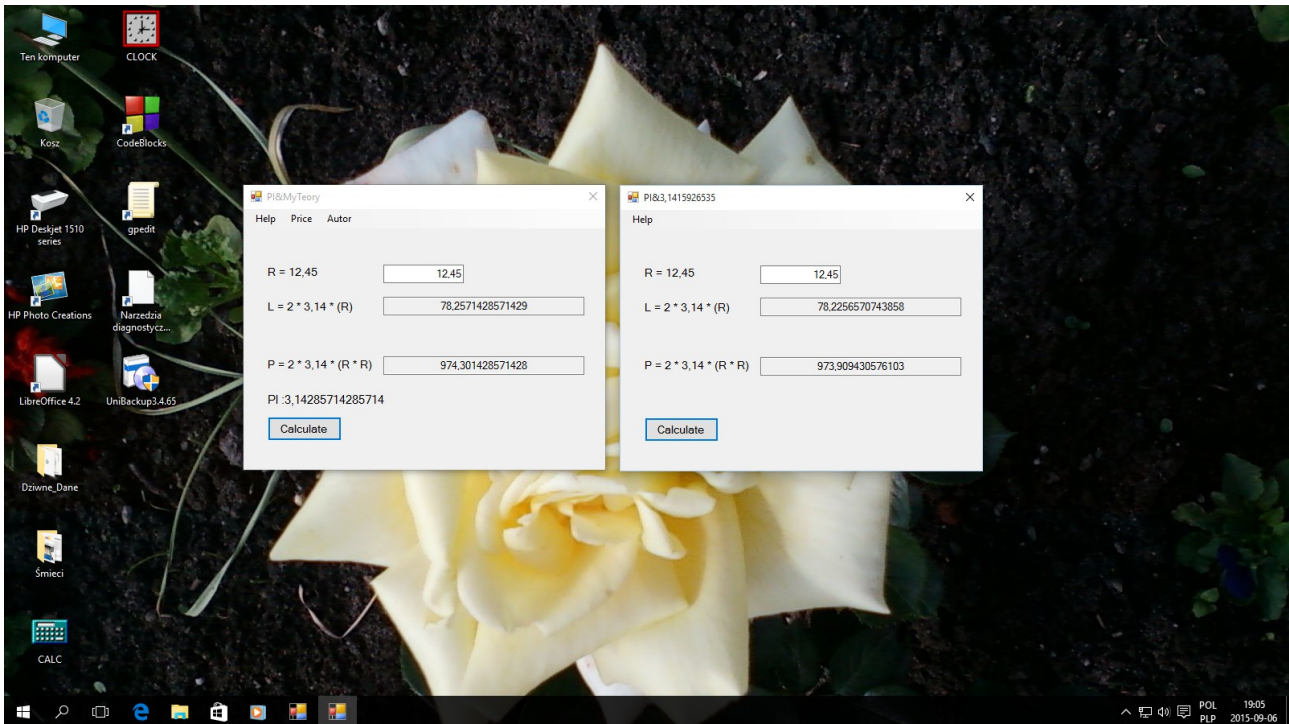 Ten komputer
CLOCK
Kosz
CodeBlocks
HP Deskjet 1510
series
gpedit
HP Photo Creations
Narzedzia
diagnostycz...
LibreOffice 4.2
UniBackup3.4.65
Dziwne_Dane
Śmieci
CALC
PI&MyTeory
Help Price Autor
R = 12,45 12,45
L = 2 * 3,14 * (R) 78,2571428571429
P = 2 * 3,14 * (R * R) 974,301428571428
PI :3,14285714285714
Calculate
PI&3,1415926535
Help
R = 12,45 12,45
L = 2 * 3,14 * (R) 78,2256570743858
P = 2 * 3,14 * (R * R) 973,909430576103
Calculate
POL 19:05
PLP 2015-09-06